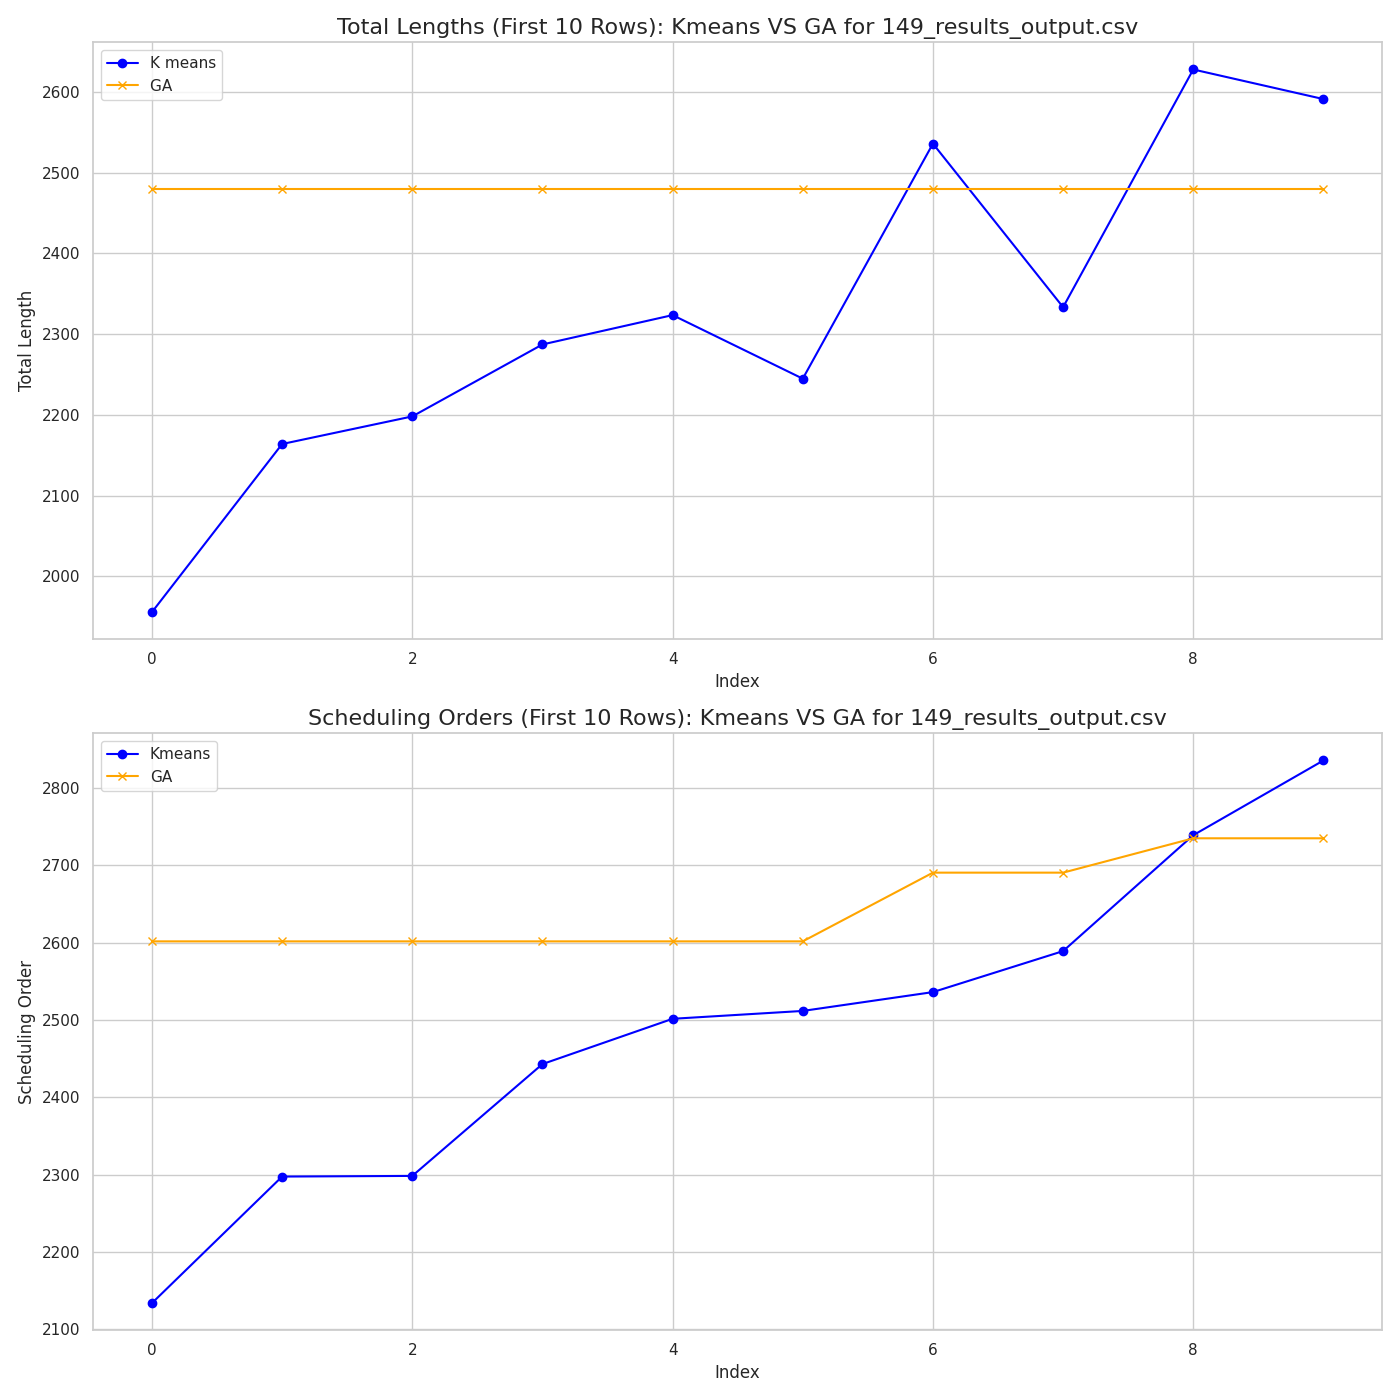 Total Lengths (First 10 Rows): Kmeans VS GA for 149_results_output.csv
K means
GA
2600
2500
2400
2300
2200
2100
2000
Total Length
0 2 4 6 8
Index
Scheduling Orders (First 10 Rows): Kmeans VS GA for 149_results_output.csv
Kmeans
GA
2800
2700
2600
2500
2400
2300
2200
2100
Scheduling Order
0 2 4 6 8
Index